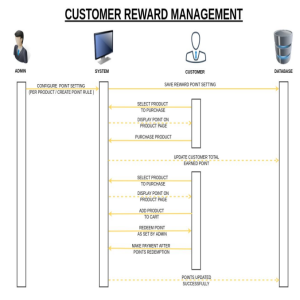 CUSTOMER REWARD MANAGEMENT
ADMIN
SYSTEM
CUSTOMER
DATABASE
CONFIGURE POINT SETTING
(PER PRODUCT / CREATE POINT RULE )
SAVE REWARD POINT SETTING
SELECT PRODUCT
TO PURCHASE
DISPLAY POINT ON
PRODUCT PAGE
PURCHASE PRODUCT
UPDATE CUSTOMER TOTAL
EARNED POINT
SELECT PRODUCT
TO PURCHASE
DISPLAY POINT ON
PRODUCT PAGE
ADD PRODUCT
TO CART
REDEEM POINT
AS SET BY ADMIN
MAKE PAYMENT AFTER
POINTS REDEMPTION
POINTS UPDATED
SUCCESSFULLY